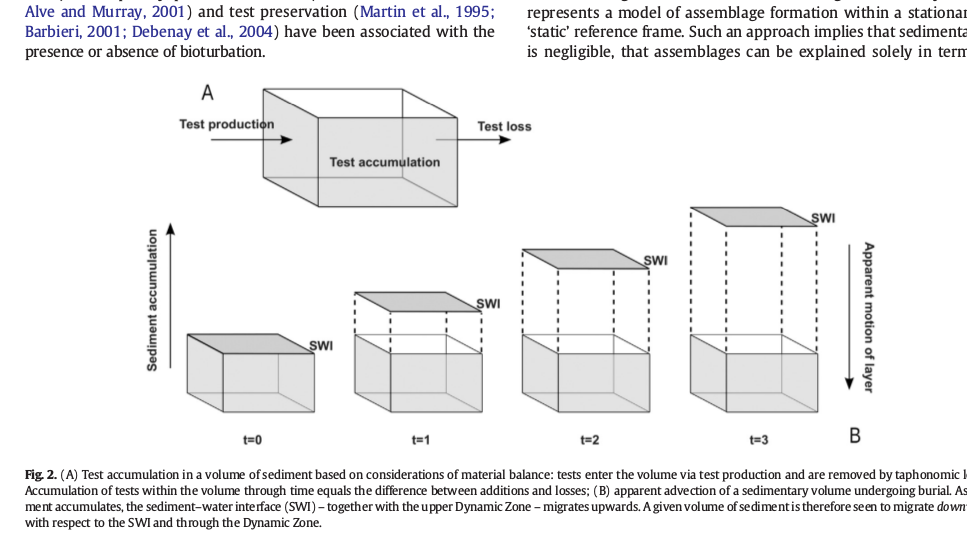 Alve and Murray, 2001) and test preservation (Martin et al., 1995;
Barbieri, 2001; Debenay et al., 2004) have been associated with the
presence or absence of bioturbation.
represents a model of assemblage formation within a
'static' reference frame. Such an approach implies that
is negligible, that assemblages can be explained solely in
A
Test production
Test loss
Test accumulation
Sediment accumulation
SWI
SWI
SWI
SWI
Apparent motion of layer
t=0
t=1
t=2
t=3
B
Fig. 2. (A) Test accumulation in a volume of sediment based on considerations of material balance: tests enter the volume via test production and are removed by taphonomic
Accumulation of tests within the volume through time equals the difference between additions and losses; (B) apparent advection of a sedimentary volume undergoing burial. As
ment accumulates, the sediment–water interface (SWI) – together with the upper Dynamic Zone – migrates upwards. A given volume of sediment is therefore seen to migrate down
with respect to the SWI and through the Dynamic Zone.